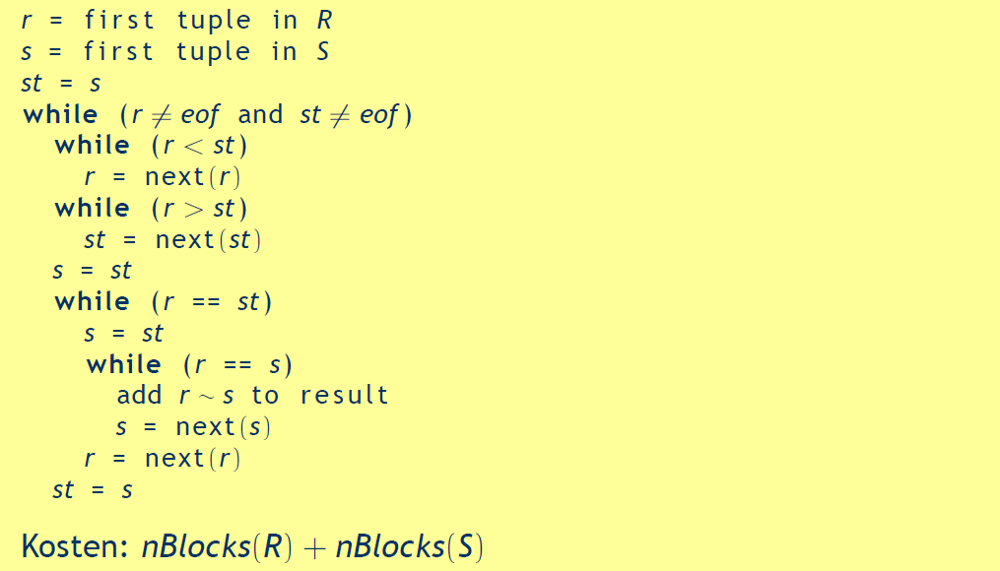 r = first tuple in R
s = first tuple in S
st = s
while (r ≠ eof and st ≠ eof)
  while (r < st)
    r = next(r)
  while (r > st)
    st = next(st)
  s = st
  while (r == st)
    s = st
    while (r == s)
      add r ~ s to result
      s = next(s)
    r = next(r)
  st = s
Kosten: nBlocks(R) + nBlocks(S)